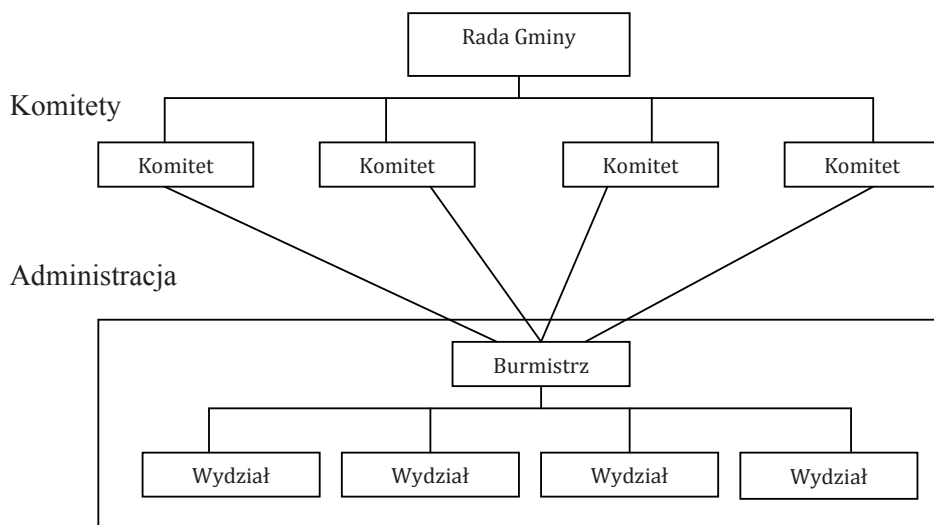 Rada Gminy
Komitety
Komitet Komitet Komitet Komitet
Administracja
Burmistrz
Wydział Wydział Wydział Wydział